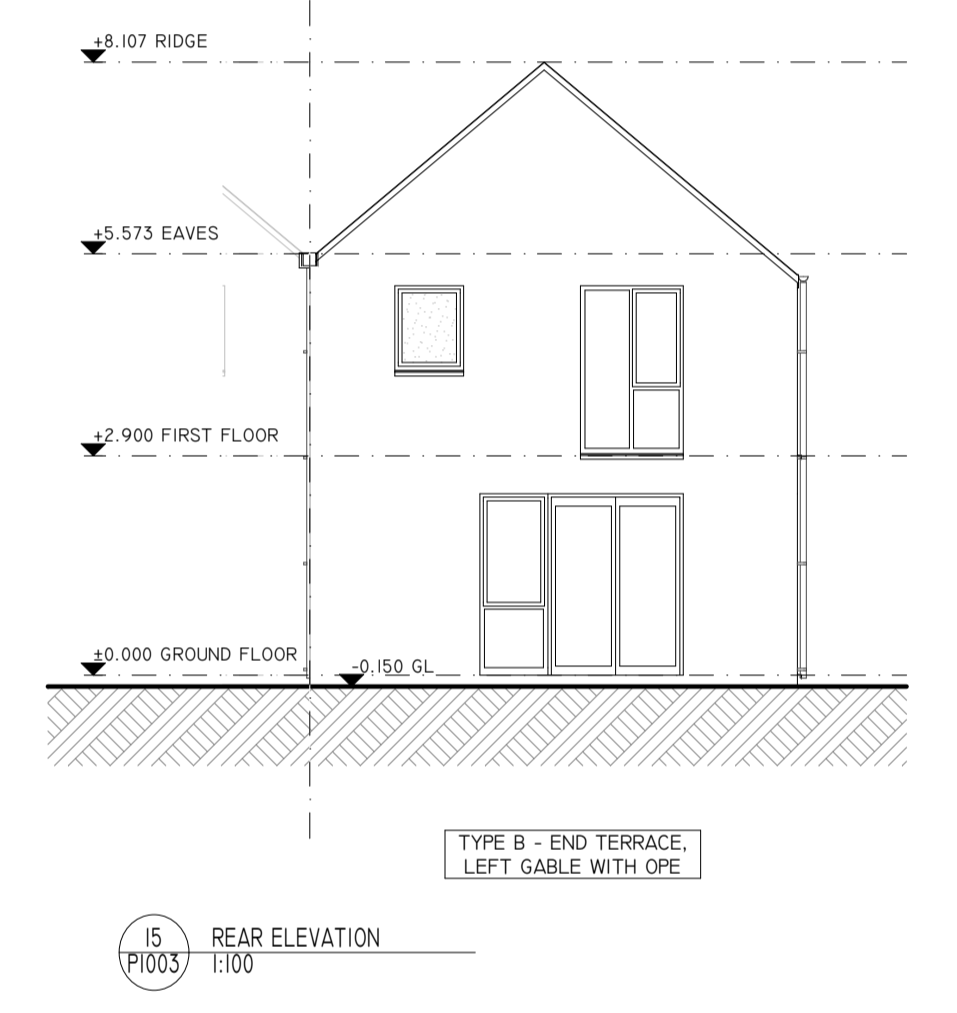 +8.107 RIDGE
+5.573 EAVES
+2.900 FIRST FLOOR
±0.000 GROUND FLOOR
-0.150 GL
TYPE B - END TERRACE,
LEFT GABLE WITH OPE
15 REAR ELEVATION
P1003 1:100